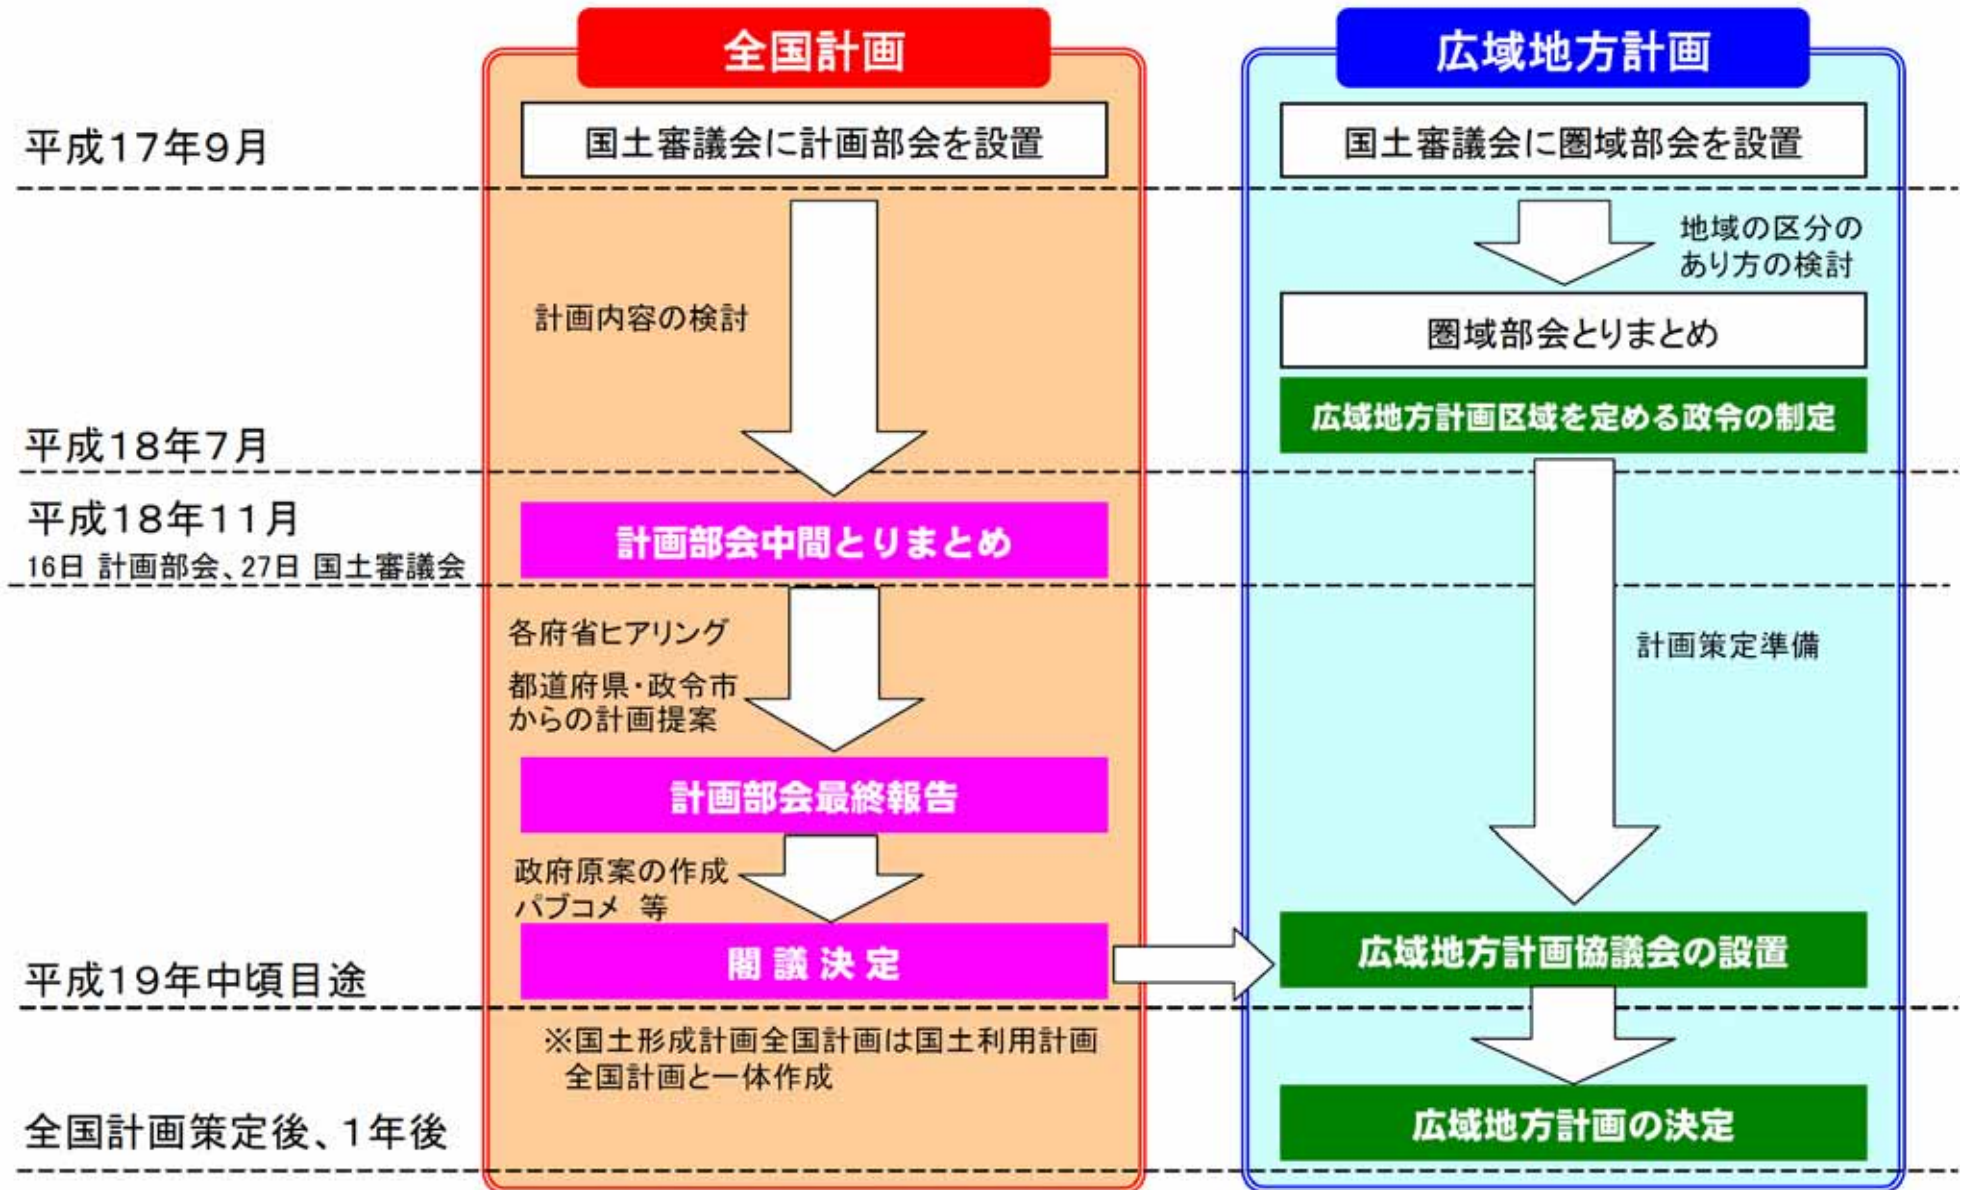 全国計画
広域地方計画
平成17年9月
国土審議会に計画部会を設置
国土審議会に圏域部会を設置
地域の区分の
あり方の検討
計画内容の検討
圏域部会とりまとめ
広域地方計画区域を定める政令の制定
平成18年7月
平成18年11月
16日 計画部会、27日 国土審議会
計画部会中間とりまとめ
各府省ヒアリング
都道府県・政令市
からの計画提案
計画策定準備
計画部会最終報告
政府原案の作成
パブコメ 等
平成19年中頃目途
閣議決定
広域地方計画協議会の設置
※国土形成計画全国計画は国土利用計画
全国計画と一体作成
全国計画策定後、1年後
広域地方計画の決定